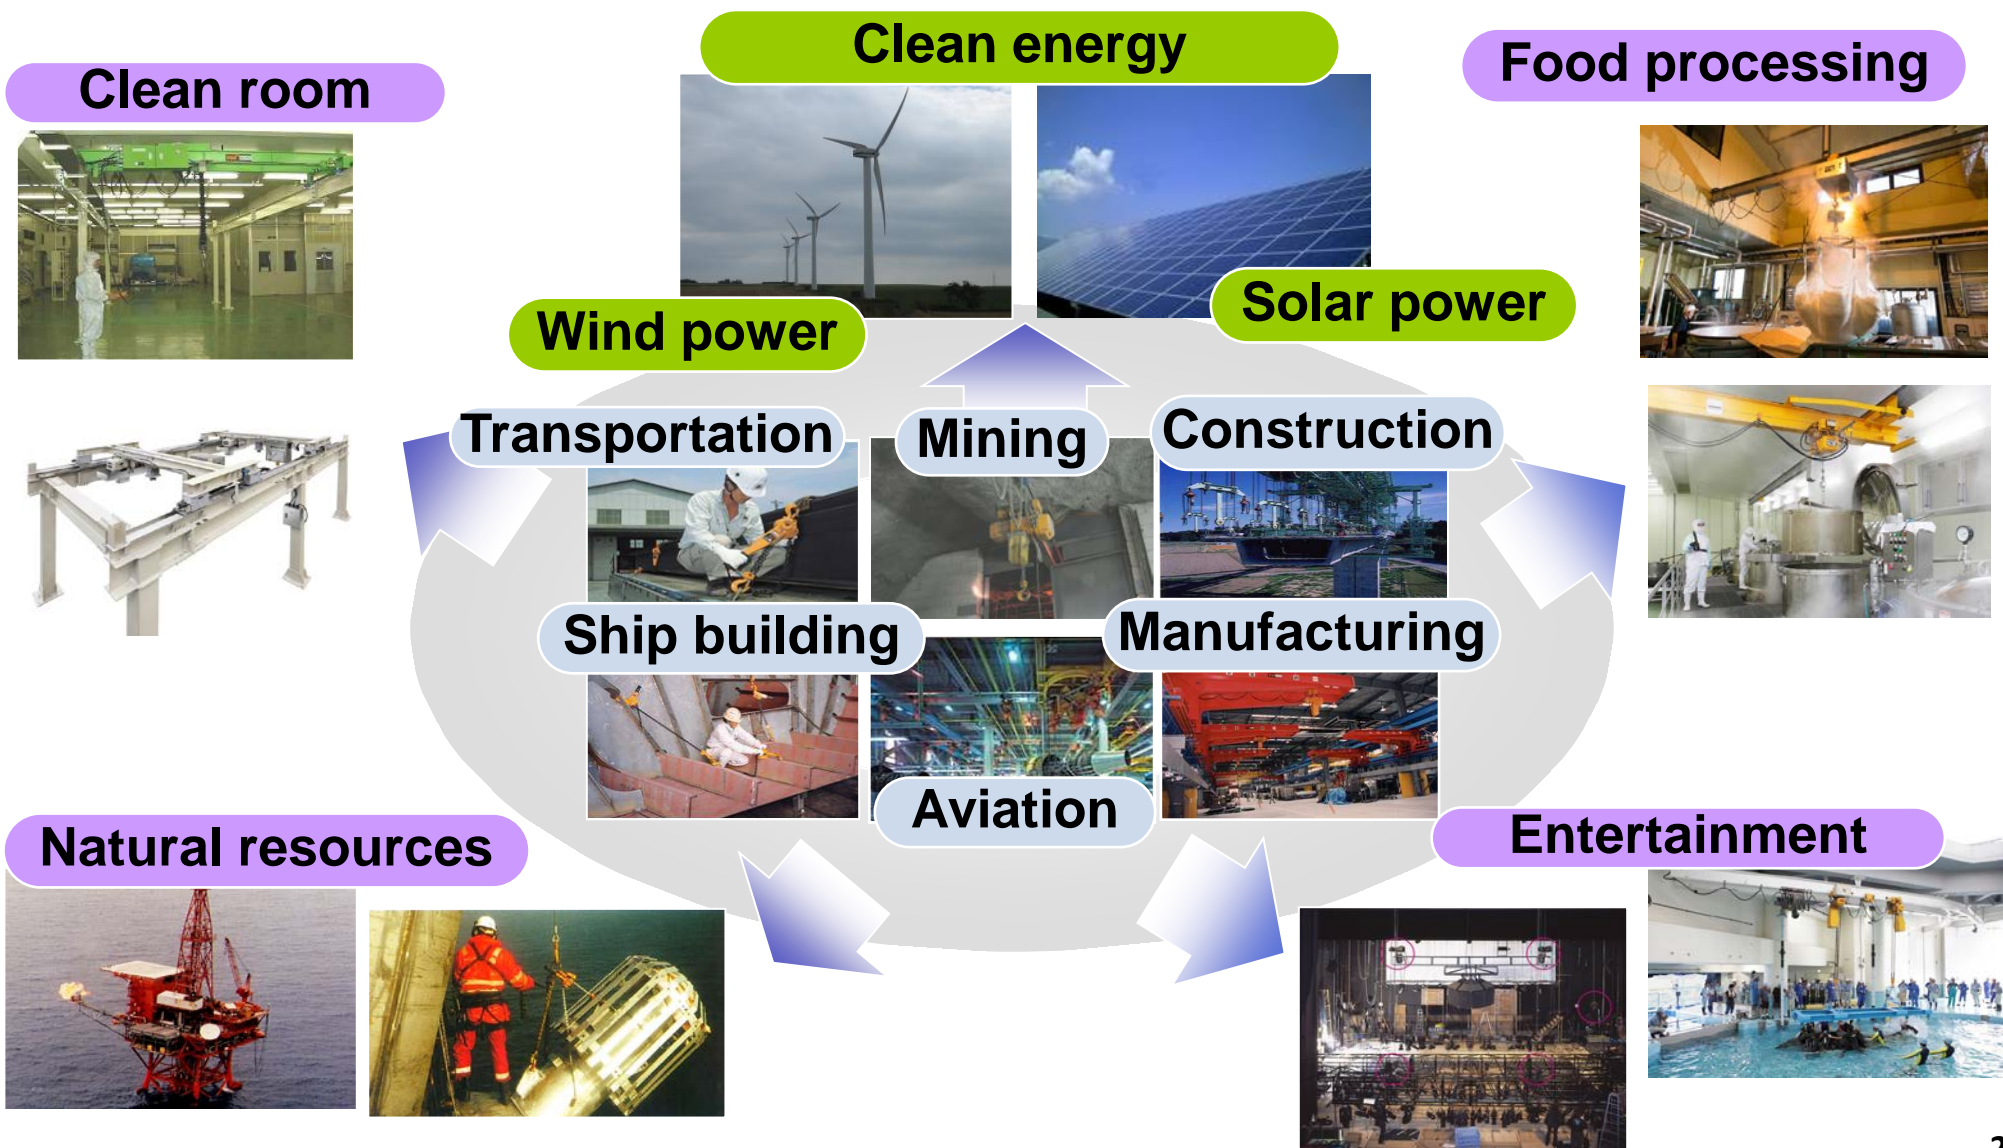 Clean energy
Food processing
Clean room
Solar power
Wind power
Transportation
Mining
Construction
Ship building
Manufacturing
Aviation
Natural resources
Entertainment